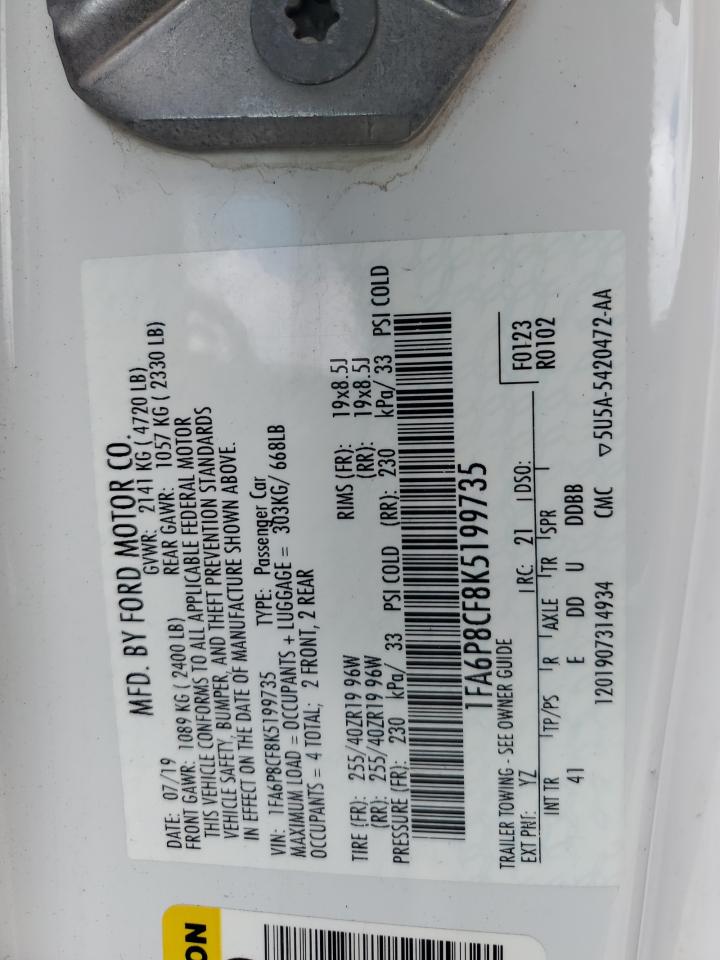 MFD. BY FORD MOTOR CO.
DATE: 07/19 GVWR: 2141 KG ( 4720 LB)
FRONT GAWR: 1089 KG ( 2400 LB) REAR GAWR: 1057 KG ( 2330 LB)
THIS VEHICLE CONFORMS TO ALL APPLICABLE FEDERAL MOTOR
VEHICLE SAFETY, BUMPER, AND THEFT PREVENTION STANDARDS
IN EFFECT ON THE DATE OF MANUFACTURE SHOWN ABOVE.
VIN: 1FA6P8CF8K5199735 TYPE: Passenger Car
MAXIMUM LOAD = OCCUPANTS + LUGGAGE = 303KG/ 668LB
OCCUPANTS = 4 TOTAL; 2 FRONT, 2 REAR
TIRE (FR): 255/40ZR19 96W RIMS (FR): 19x8.5J
(RR): 255/40ZR19 96W (RR): 19x8.5J
PRESSURE (FR): 230 kPa/ 33 PSI COLD (RR): 230 kPa/ 33 PSI COLD
1FA6P8CF8K5199735
TRAILER TOWING - SEE OWNER GUIDE
F0123
EXT PNT: YZ RC: 21 DSO: R0102
INT TR TP/PS R AXLE TR SPR
41 E DD U DDBB
1201907314934 CMC ▽5U5A-5420472-AA
ON